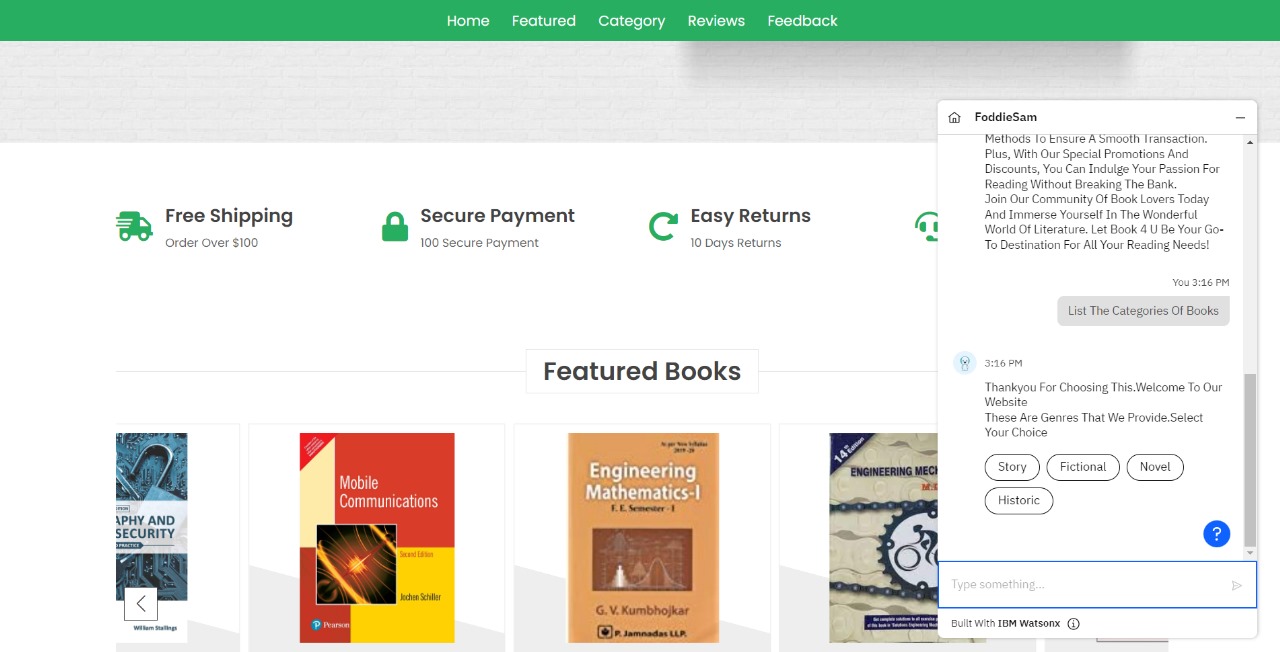 Home Featured Category Reviews Feedback
Free Shipping
Order Over $100
Secure Payment
100 Secure Payment
Easy Returns
10 Days Returns
Featured Books
APHY AND
SECURITY
William Stallings
Mobile
Communications
Second Edition
Jochen Schiller
Pearson
As per New Syllabus
2019-20
Engineering
Mathematics-I
F. E. Semester - I
G. V. Kumbhojkar
P. Jamnadas LLP.
14th
Edition
ENGINEERING MECH
FoddieSam
Methods To Ensure A Smooth Transaction.
Plus, With Our Special Promotions And
Discounts, You Can Indulge Your Passion For
Reading Without Breaking The Bank.
Join Our Community Of Book Lovers Today
And Immerse Yourself In The Wonderful
World Of Literature. Let Book 4 U Be Your Go-
To Destination For All Your Reading Needs!
You 3:16 PM
List The Categories Of Books
3:16 PM
Thankyou For Choosing This.Welcome To Our
Website
These Are Genres That We Provide.Select
Your Choice
Story Fictional Novel
Historic
?
Type something...
Built With IBM Watsonx